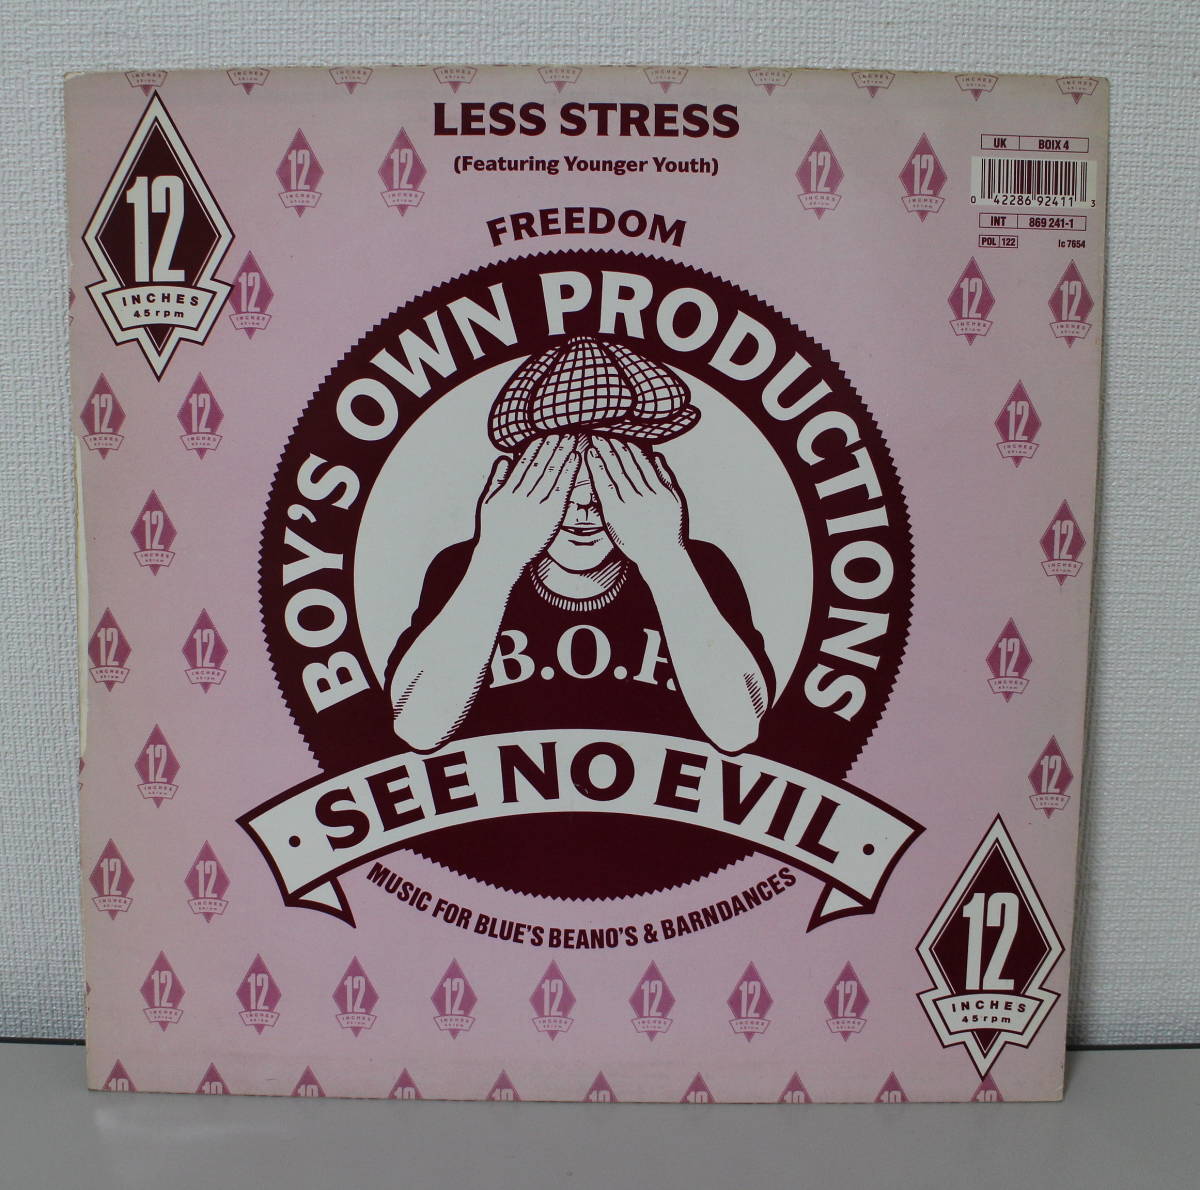 LESS STRESS
(Featuring Younger Youth)
FREEDOM
UK BOIX 4
0 42286 92411 3
INT 869 241-1
POL 122 lc 7654
12
INCHES
45 rpm
BOY'S OWN PRODUCTIONS
B.O.P.
· SEE NO EVIL ·
MUSIC FOR BLUE'S BEANO'S & BARNDANCES
12
INCHES
45 rpm